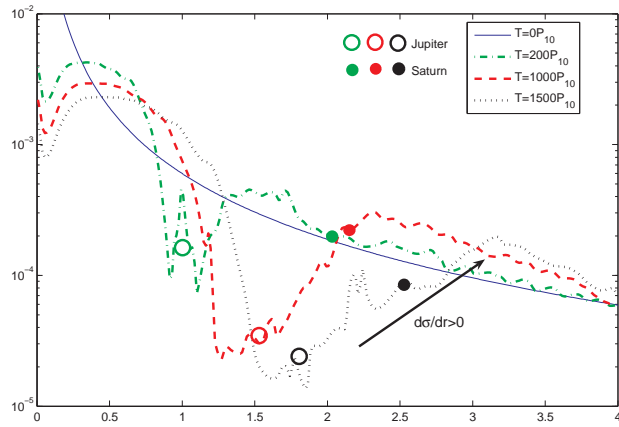 10⁻²
10⁻³
10⁻⁴
10⁻⁵
0 0.5 1 1.5 2 2.5 3 3.5 4
Jupiter
Saturn
T=0P₁₀
T=200P₁₀
T=1000P₁₀
T=1500P₁₀
dσ/dr>0